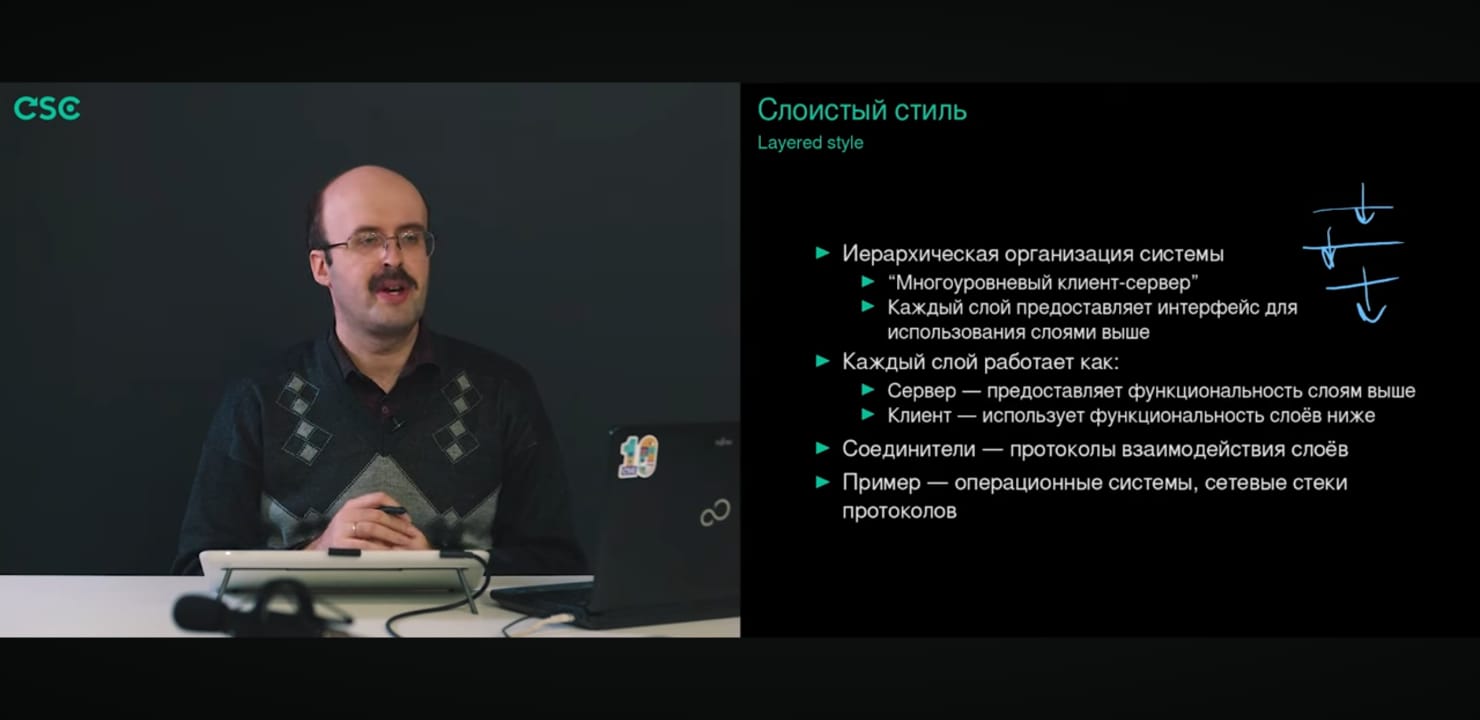 CSC
Слоистый стиль
Layered style
Иерархическая организация системы
“Многоуровневый клиент-сервер”
Каждый слой предоставляет интерфейс для
использования слоями выше
Каждый слой работает как:
Сервер — предоставляет функциональность слоям выше
Клиент — использует функциональность слоёв ниже
Соединители — протоколы взаимодействия слоёв
Пример — операционные системы, сетевые стеки
протоколов